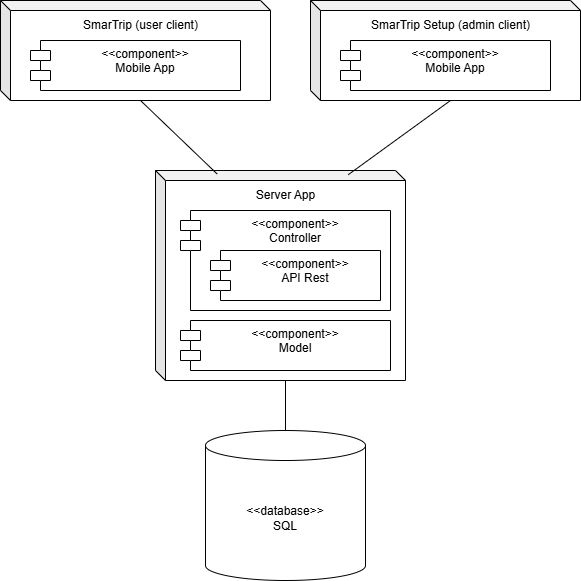 SmarTrip (user client)
<<component>>
Mobile App
SmarTrip Setup (admin client)
<<component>>
Mobile App
Server App
<<component>>
Controller
<<component>>
API Rest
<<component>>
Model
<<database>>
SQL